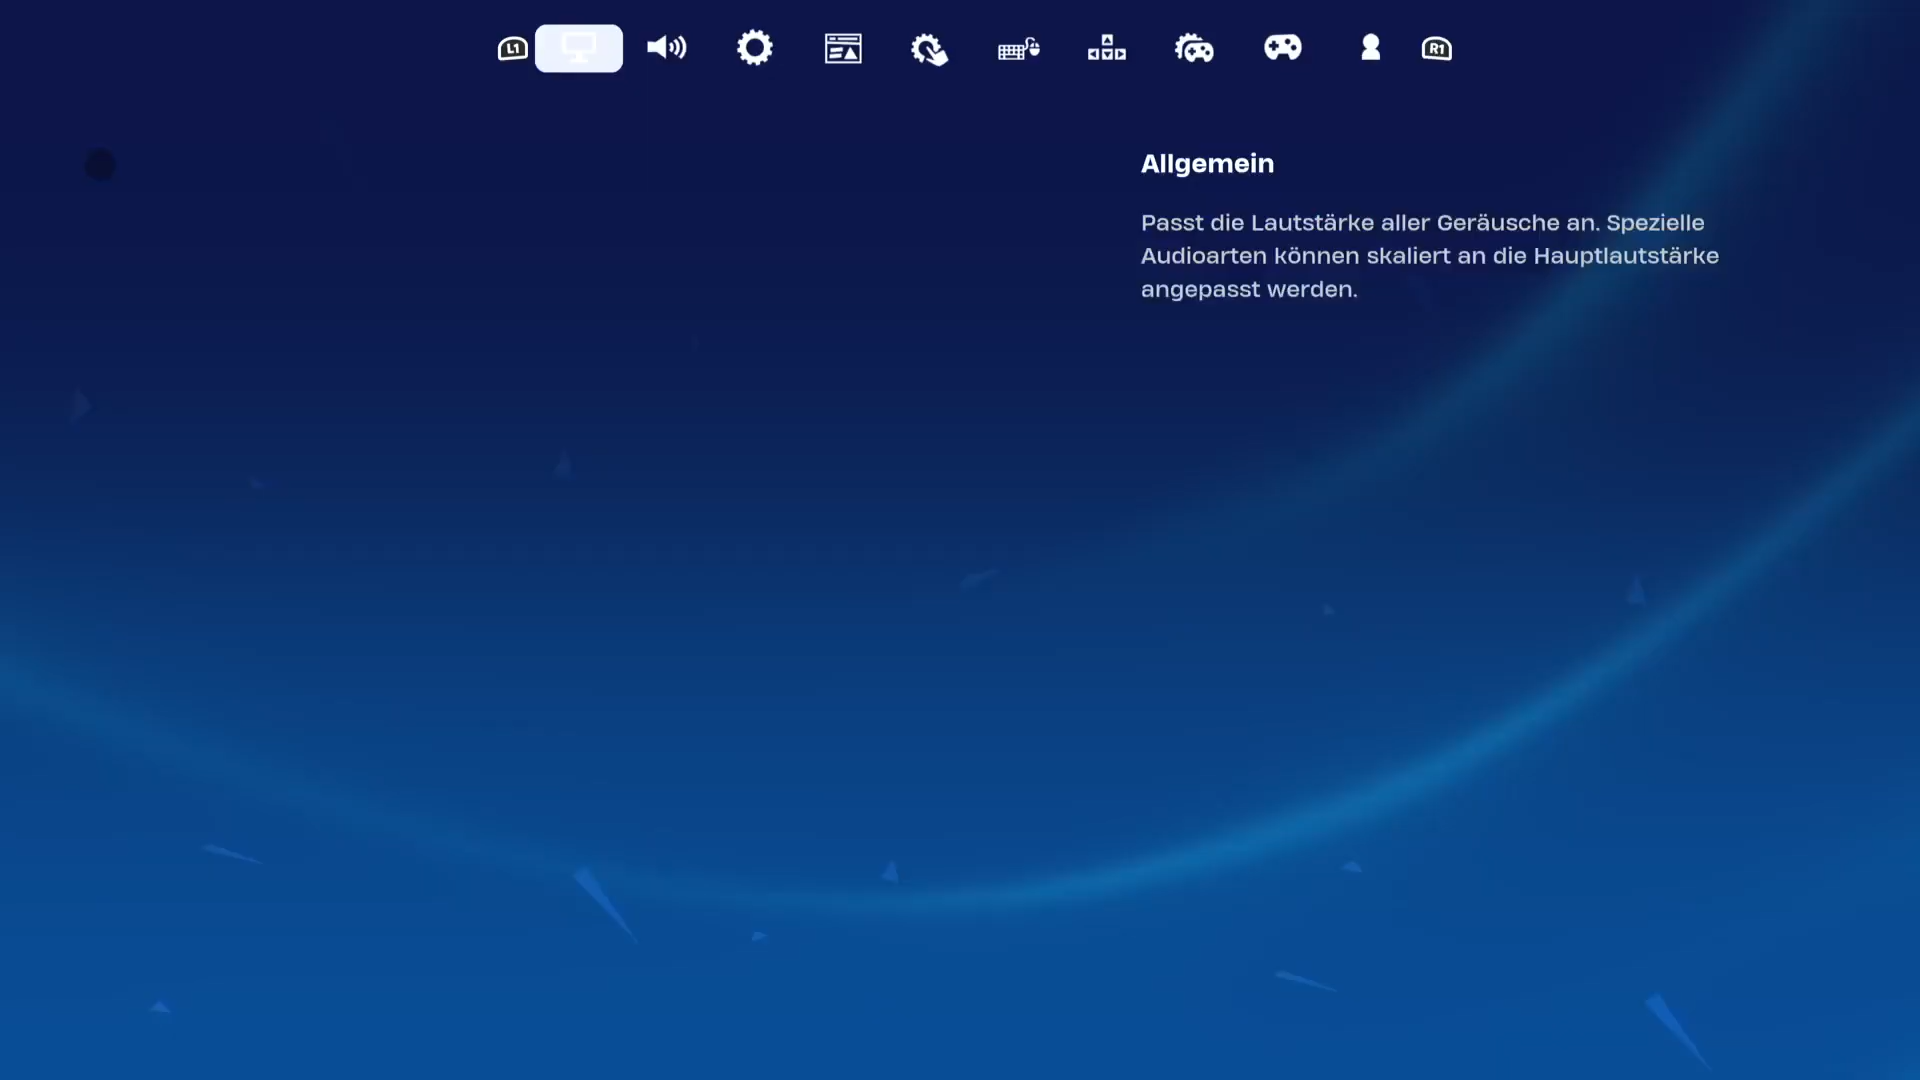 L1
R1
Allgemein
Passt die Lautstärke aller Geräusche an. Spezielle
Audioarten können skaliert an die Hauptlautstärke
angepasst werden.